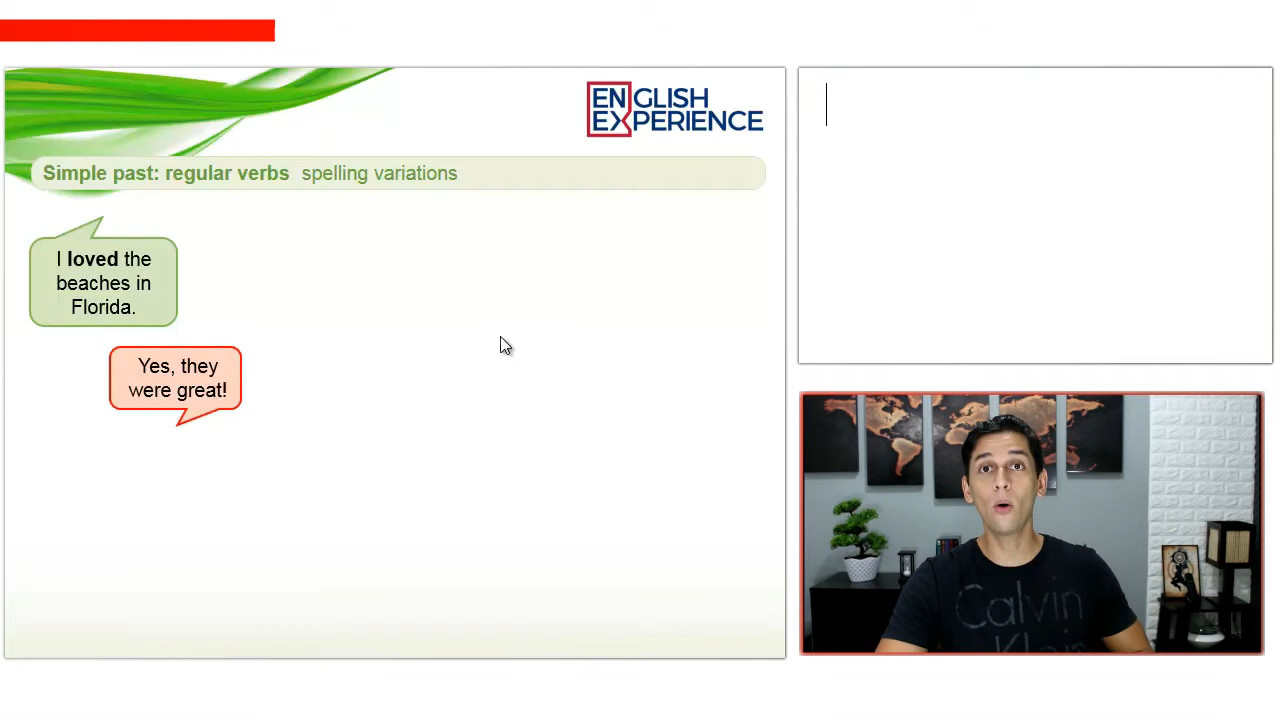 ENGLISH
EXPERIENCE
Simple past: regular verbs spelling variations
I loved the
beaches in
Florida.
Yes, they
were great!
Calvin
Klein